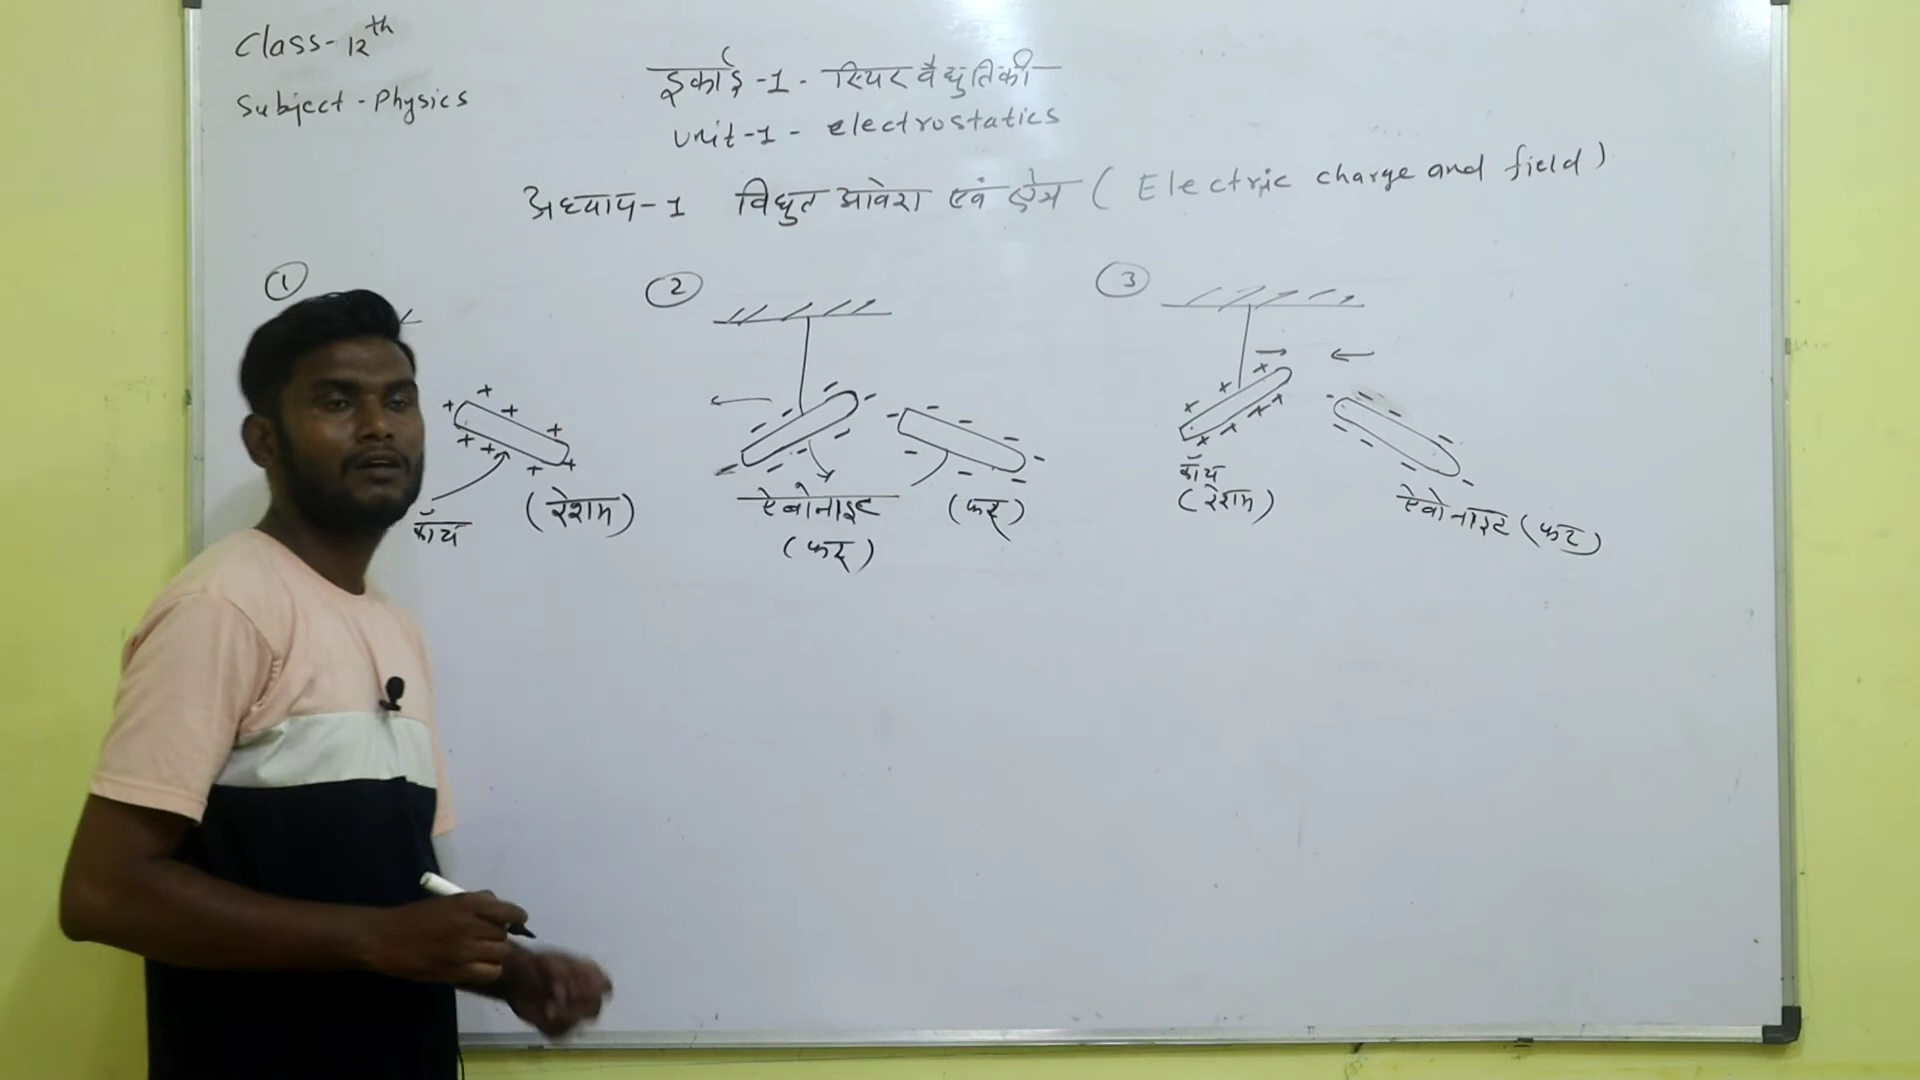 Class-12th
Subject - Physics
इकाई -1 - स्थिर वैद्युतिकी
Unit-1 - electrostatics
अध्याय-1 विधुत आवेश एवं क्षेत्र ( Electric charge and field )
1
2
3
+ + + + + + + +
- - - - - - - -
- - - - - - - -
+ + + + + + +
- - - - - - - -
काँच
(रेशम)
ऐबोनाइट
(फर)
(फर)
काँच
(रेशम)
ऐबोनाइट (फर)